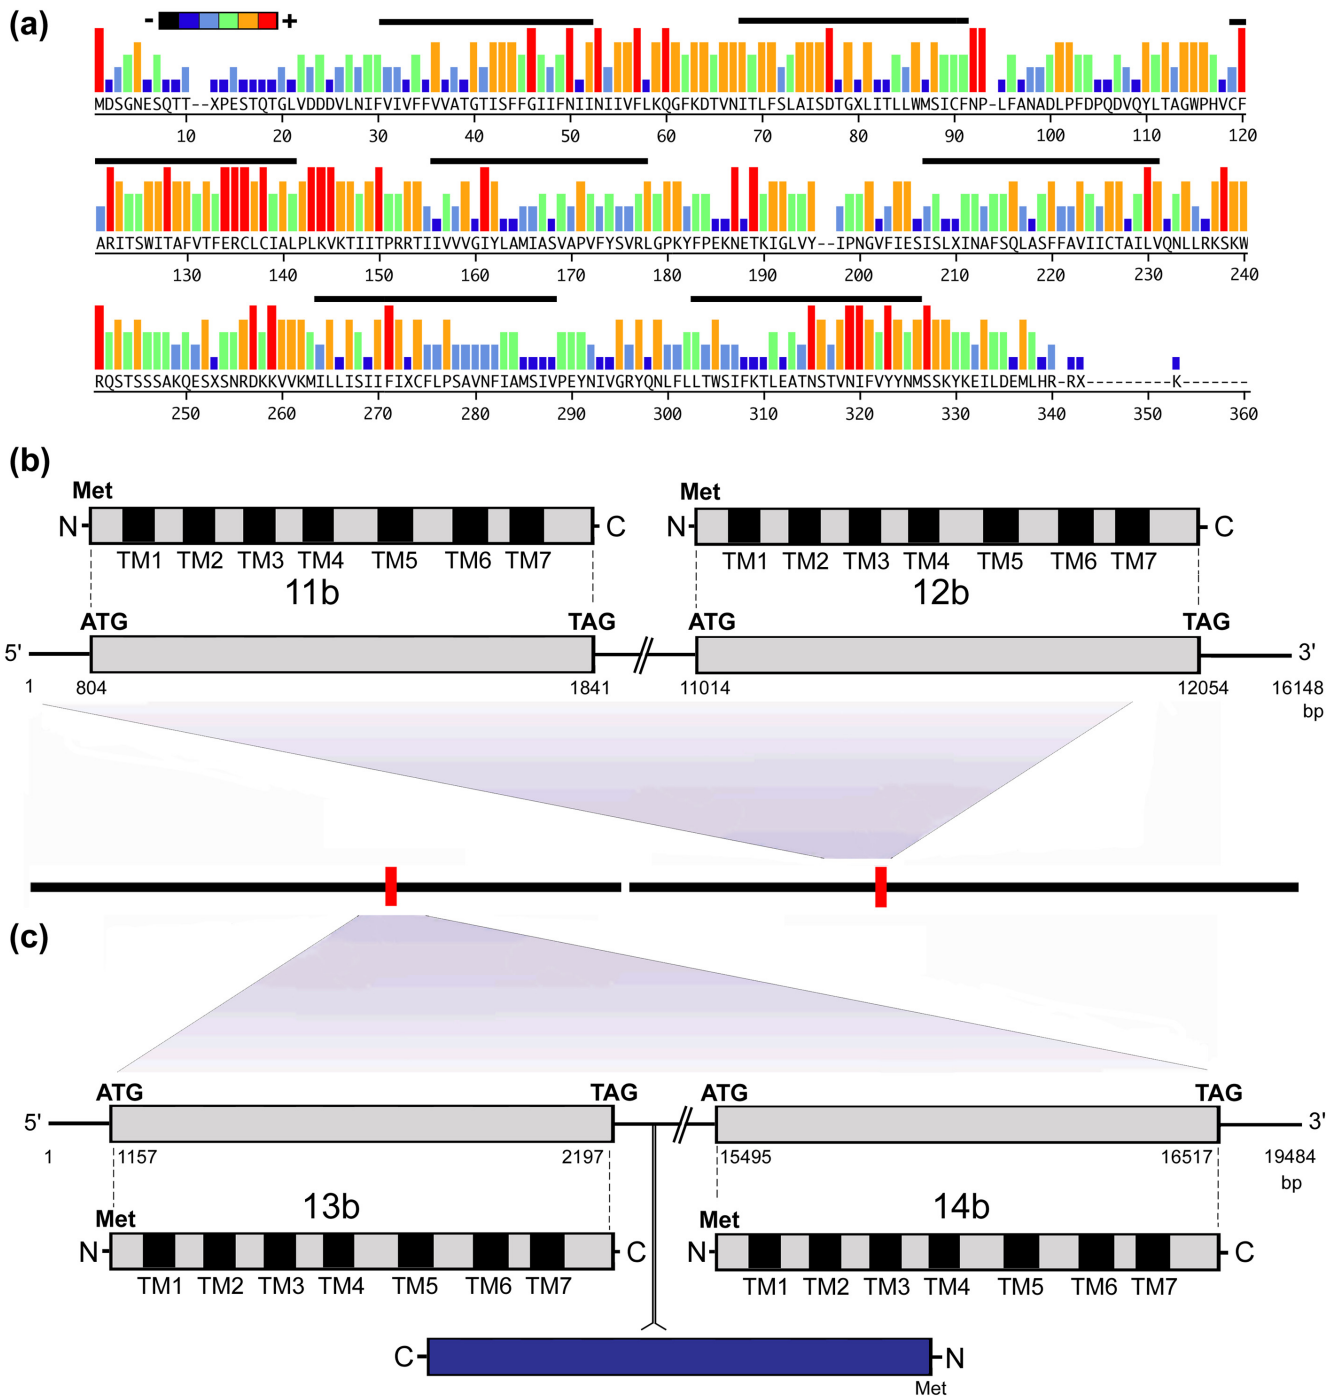 (a)
- +
MDSGNESQTT--XPESTQTGLVDDDVLNIFVIVFFVVATGTISFFGIIFNIINIIVFLKQGFKDTVNITLFSLAISDTGXLITLLWMSICFNP-LFANADLPFDPQDVQYLTAGWPHVCF
10 20 30 40 50 60 70 80 90 100 110 120
ARITSWITAFVTFERCLCIALPLKVKTIITPRRTIIVVVGIYLAMIASVAPVFYSVRLGPKYFPEKNETKIGLVY--IPNGVFIESISLXINAFSQLASFFAVIICTAILVQNLLRKSKW
130 140 150 160 170 180 190 200 210 220 230 240
RQSTSSSAKQESXSNRDKKVVKMILLISIIFIXCFLPSAVNFIAMSIVPEYNIVGRYQNLFLLTWSIFKTLEATNSTVNIFVYYNMSSKYKEILDEMLHR-RX---------K-------
250 260 270 280 290 300 310 320 330 340 350 360
(b)
Met Met
N C N C
TM1 TM2 TM3 TM4 TM5 TM6 TM7 TM1 TM2 TM3 TM4 TM5 TM6 TM7
11b 12b
ATG TAG ATG TAG
5' 3'
1 804 1841 11014 12054 16148
bp
(c)
ATG TAG ATG TAG
5' 3'
1 1157 2197 15495 16517 19484
bp
13b 14b
Met Met
N C N C
TM1 TM2 TM3 TM4 TM5 TM6 TM7 TM1 TM2 TM3 TM4 TM5 TM6 TM7
C N
Met